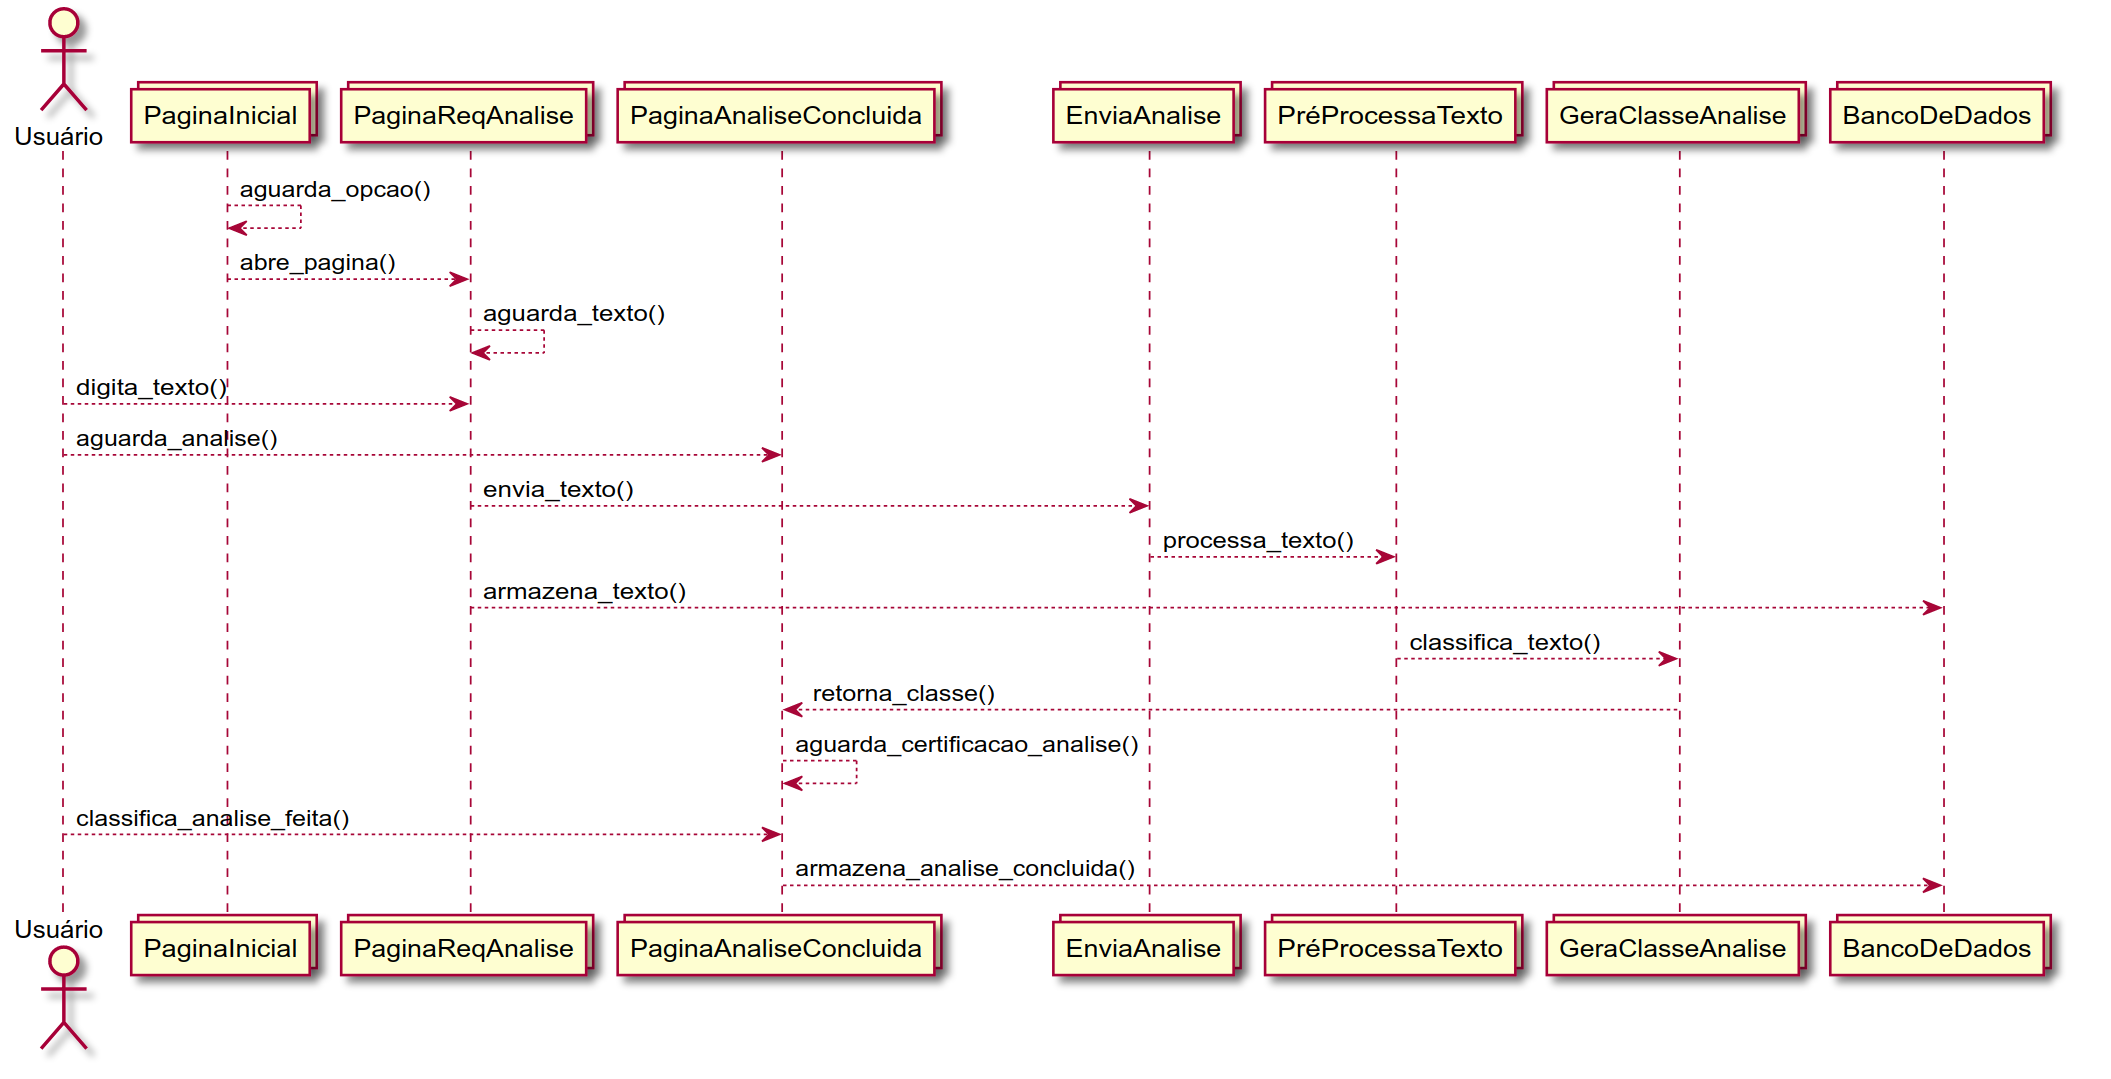 PaginaInicial
PaginaReqAnalise
PaginaAnaliseConcluida
EnviaAnalise
PréProcessaTexto
GeraClasseAnalise
BancoDeDados
Usuário
aguarda_opcao()
abre_pagina()
aguarda_texto()
digita_texto()
aguarda_analise()
envia_texto()
processa_texto()
armazena_texto()
classifica_texto()
retorna_classe()
aguarda_certificacao_analise()
classifica_analise_feita()
armazena_analise_concluida()
Usuário
PaginaInicial
PaginaReqAnalise
PaginaAnaliseConcluida
EnviaAnalise
PréProcessaTexto
GeraClasseAnalise
BancoDeDados